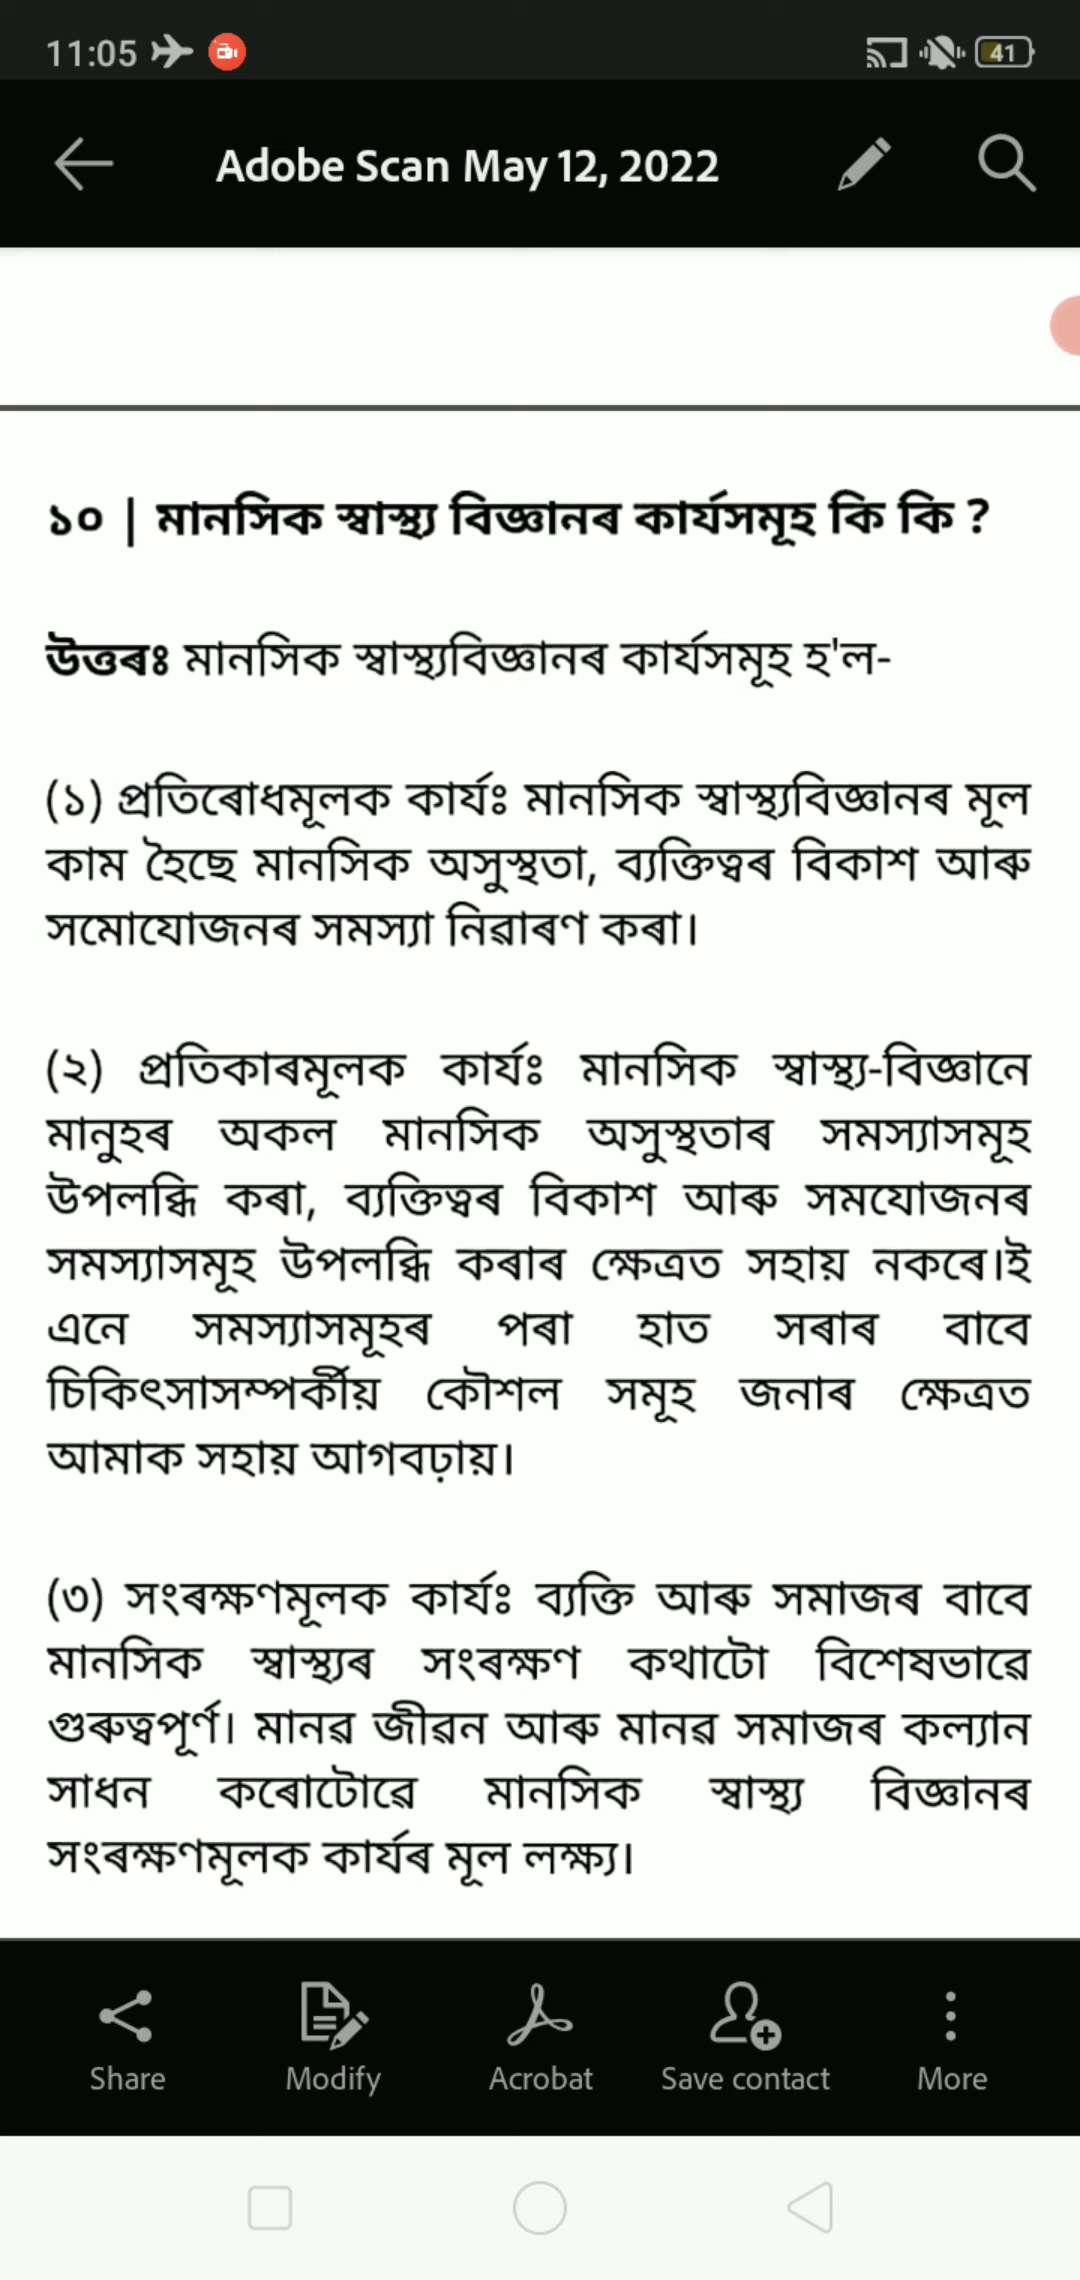 11:05
41
Adobe Scan May 12, 2022
১০ | মানসিক স্বাস্থ্য বিজ্ঞানৰ কাৰ্যসমূহ কি কি ?
উত্তৰঃ মানসিক স্বাস্থ্যবিজ্ঞানৰ কাৰ্যসমূহ হ'ল-
(১) প্ৰতিৰোধমূলক কাৰ্যঃ মানসিক স্বাস্থ্যবিজ্ঞানৰ মূল
কাম হৈছে মানসিক অসুস্থতা, ব্যক্তিত্বৰ বিকাশ আৰু
সমোযোজনৰ সমস্যা নিৱাৰণ কৰা।
(২) প্ৰতিকাৰমূলক কাৰ্যঃ মানসিক স্বাস্থ্য-বিজ্ঞানে
মানুহৰ অকল মানসিক অসুস্থতাৰ সমস্যাসমূহ
উপলব্ধি কৰা, ব্যক্তিত্বৰ বিকাশ আৰু সমযোজনৰ
সমস্যাসমূহ উপলব্ধি কৰাৰ ক্ষেত্ৰত সহায় নকৰে।ই
এনে সমস্যাসমূহৰ পৰা হাত সৰাৰ বাবে
চিকিৎসাসম্পৰ্কীয় কৌশল সমূহ জনাৰ ক্ষেত্ৰত
আমাক সহায় আগবঢ়ায়।
(৩) সংৰক্ষণমূলক কাৰ্যঃ ব্যক্তি আৰু সমাজৰ বাবে
মানসিক স্বাস্থ্যৰ সংৰক্ষণ কথাটো বিশেষভাৱে
গুৰুত্বপূৰ্ণ। মানৱ জীৱন আৰু মানৱ সমাজৰ কল্যান
সাধন কৰোটোৱে মানসিক স্বাস্থ্য বিজ্ঞানৰ
সংৰক্ষণমূলক কাৰ্যৰ মূল লক্ষ্য।
Share Modify Acrobat Save contact More